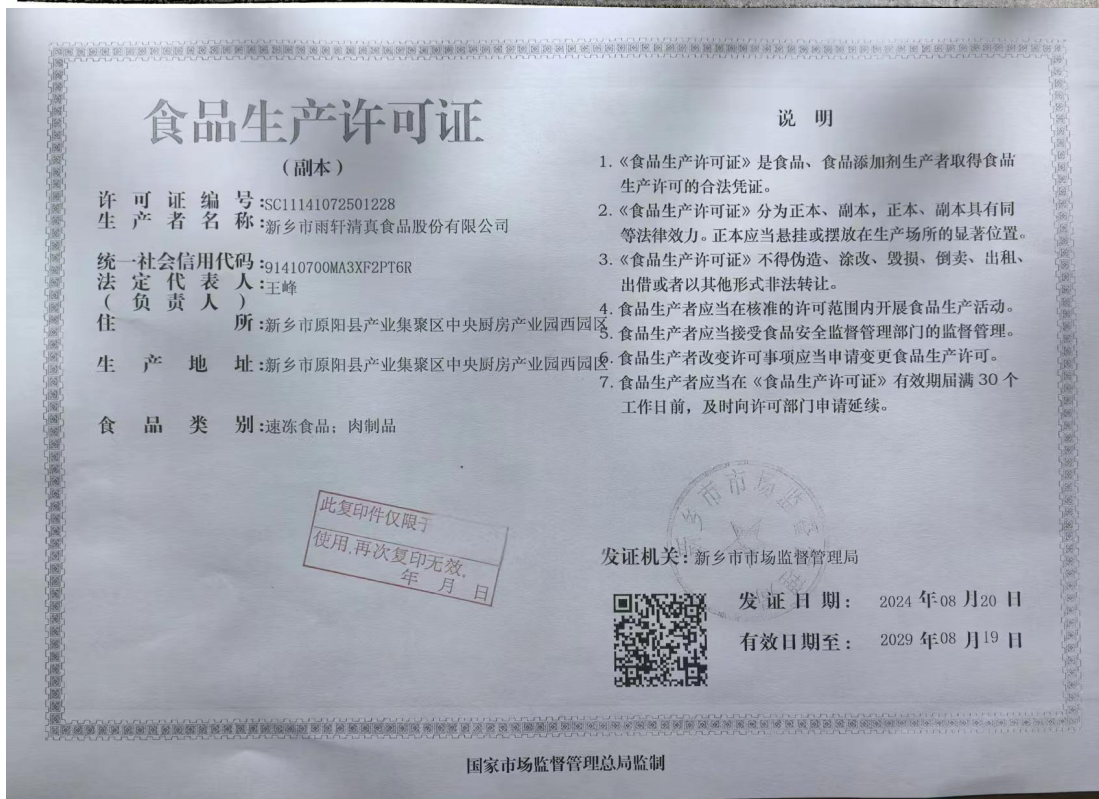 食品生产许可证
（副本）
许可证编号：SC11141072501228
生产者名称：新乡市雨轩清真食品股份有限公司
统一社会信用代码：91410700MA3XF2PT6R
法定代表人：王峰
（负责人）
住所：新乡市原阳县产业集聚区中央厨房产业园西园区
生产地址：新乡市原阳县产业集聚区中央厨房产业园西园区
食品类别：速冻食品；肉制品
此复印件仅限于
使用,再次复印无效.
年 月 日
说 明
1.《食品生产许可证》是食品、食品添加剂生产者取得食品
生产许可的合法凭证。
2.《食品生产许可证》分为正本、副本，正本、副本具有同
等法律效力。正本应当悬挂或摆放在生产场所的显著位置。
3.《食品生产许可证》不得伪造、涂改、毁损、倒卖、出租、
出借或者以其他形式非法转让。
4.食品生产者应当在核准的许可范围内开展食品生产活动。
5.食品生产者应当接受食品安全监督管理部门的监督管理。
6.食品生产者改变许可事项应当申请变更食品生产许可。
7.食品生产者应当在《食品生产许可证》有效期届满 30 个
工作日前，及时向许可部门申请延续。
发证机关：新乡市市场监督管理局
发证日期：2024 年 08 月 20 日
有效日期至：2029 年 08 月 19 日
国家市场监督管理总局监制